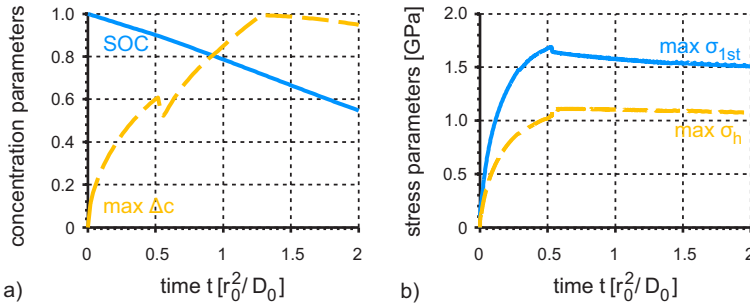 concentration parameters
1.0
0.8
0.6
0.4
0.2
0
SOC
max Δc
0 0.5 1 1.5 2
time t [r₀²/D₀]
a)
stress parameters [GPa]
2.0
1.5
1.0
0.5
0
max σ₁st
max σₕ
0 0.5 1 1.5 2
time t [r₀²/D₀]
b)